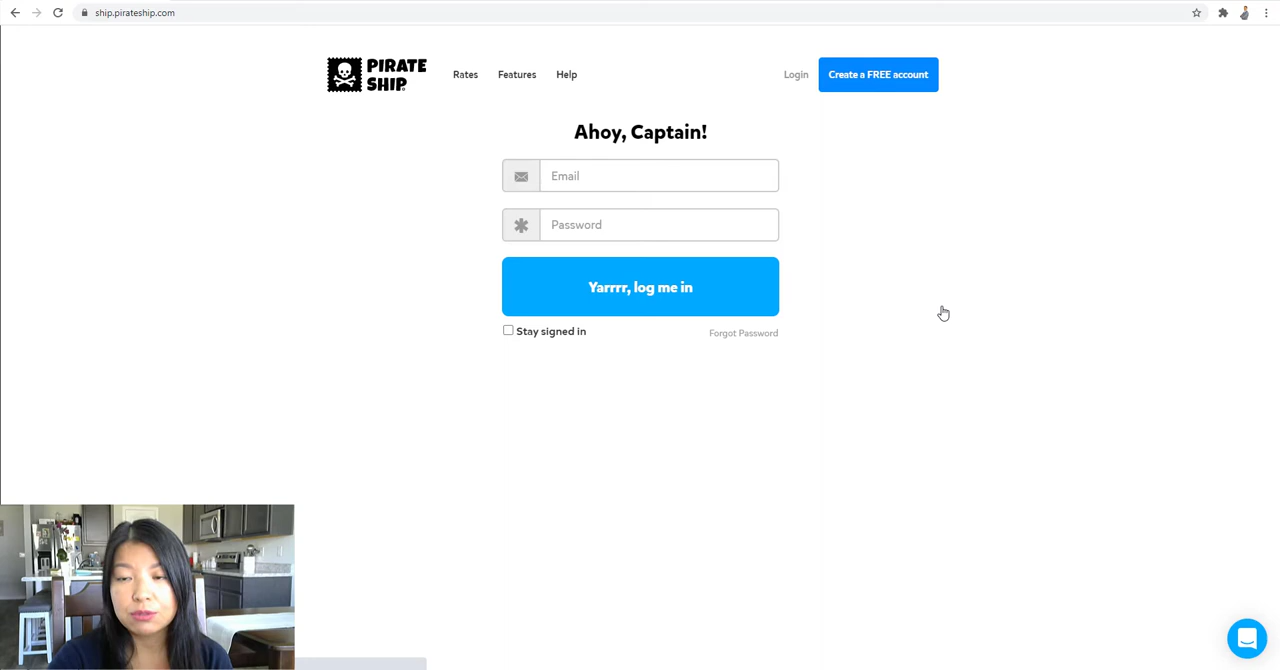 ship.pirateship.com
PIRATE
SHIP
Rates
Features
Help
Login
Create a FREE account
Ahoy, Captain!
Email
Password
Yarrrr, log me in
Stay signed in
Forgot Password